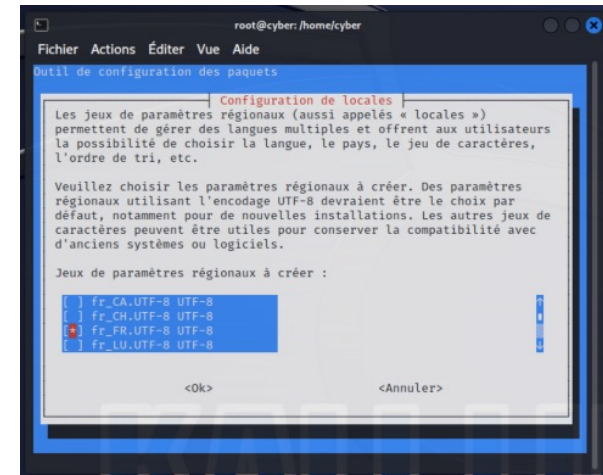 root@cyber: /home/cyber
Fichier Actions Éditer Vue Aide
Outil de configuration des paquets
Configuration de locales
Les jeux de paramètres régionaux (aussi appelés « locales »)
permettent de gérer des langues multiples et offrent aux utilisateurs
la possibilité de choisir la langue, le pays, le jeu de caractères,
l'ordre de tri, etc.
Veuillez choisir les paramètres régionaux à créer. Des paramètres
régionaux utilisant l'encodage UTF-8 devraient être le choix par
défaut, notamment pour de nouvelles installations. Les autres jeux de
caractères peuvent être utiles pour conserver la compatibilité avec
d'anciens systèmes ou logiciels.
Jeux de paramètres régionaux à créer :
[ ] fr_CA.UTF-8 UTF-8
[ ] fr_CH.UTF-8 UTF-8
[*] fr_FR.UTF-8 UTF-8
[ ] fr_LU.UTF-8 UTF-8
<Ok> <Annuler>